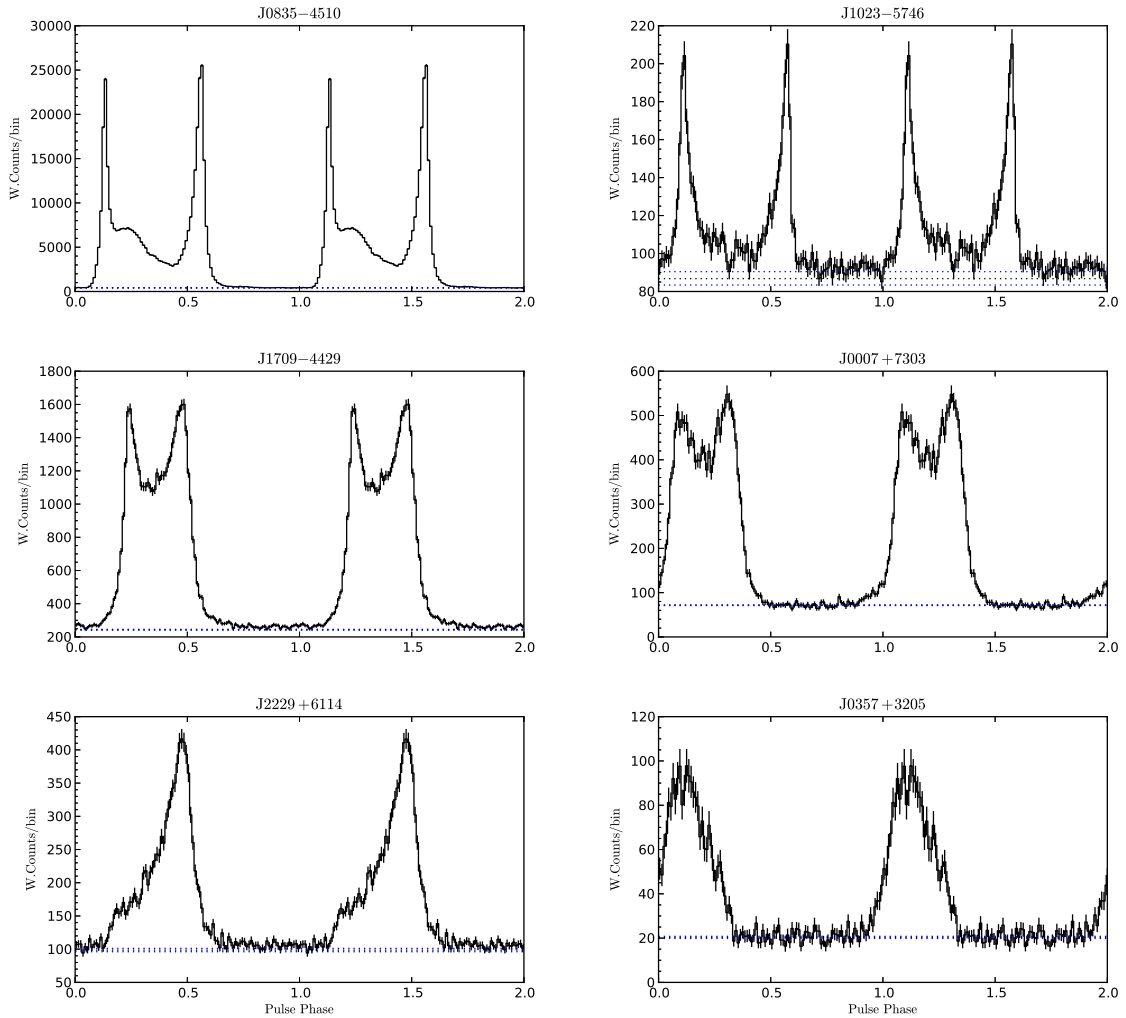 J0835−4510
W.Counts/bin
30000
25000
20000
15000
10000
5000
0
0.0 0.5 1.0 1.5 2.0
J1023−5746
W.Counts/bin
220
200
180
160
140
120
100
80
0.0 0.5 1.0 1.5 2.0
J1709−4429
W.Counts/bin
1800
1600
1400
1200
1000
800
600
400
200
0.0 0.5 1.0 1.5 2.0
J0007+7303
W.Counts/bin
600
500
400
300
200
100
0
0.0 0.5 1.0 1.5 2.0
J2229+6114
W.Counts/bin
450
400
350
300
250
200
150
100
50
0.0 0.5 1.0 1.5 2.0
Pulse Phase
J0357+3205
W.Counts/bin
120
100
80
60
40
20
0
0.0 0.5 1.0 1.5 2.0
Pulse Phase